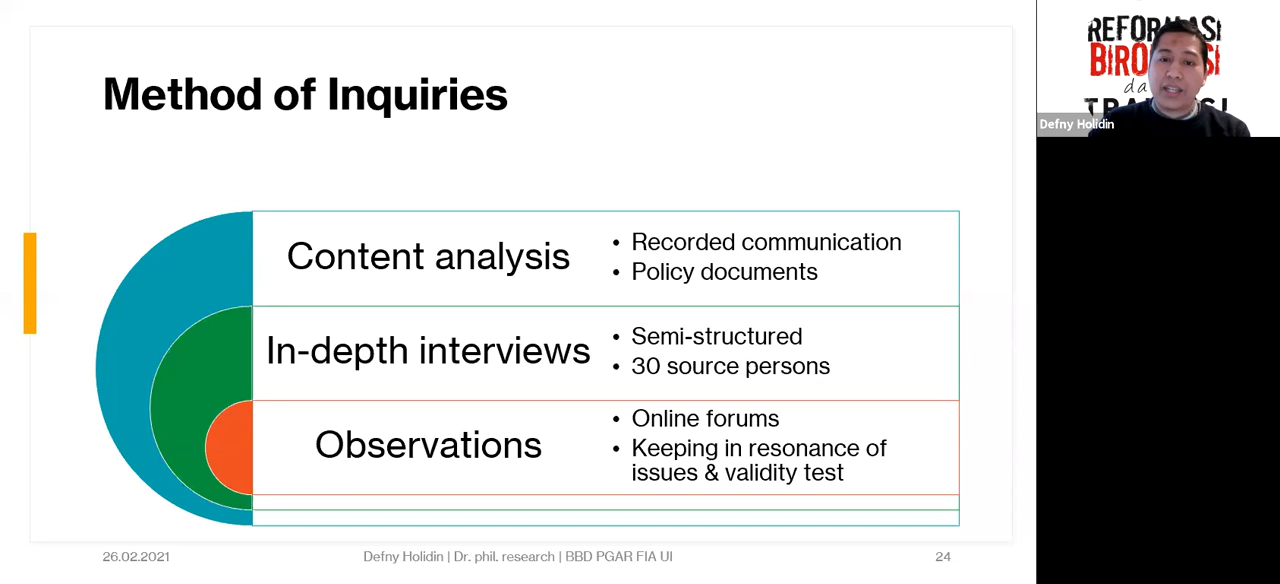 Method of Inquiries
Content analysis
• Recorded communication
• Policy documents
In-depth interviews
• Semi-structured
• 30 source persons
Observations
• Online forums
• Keeping in resonance of
issues & validity test
26.02.2021
Defny Holidin | Dr. phil. research | BBD PGAR FIA UI
24
Defny Holidin